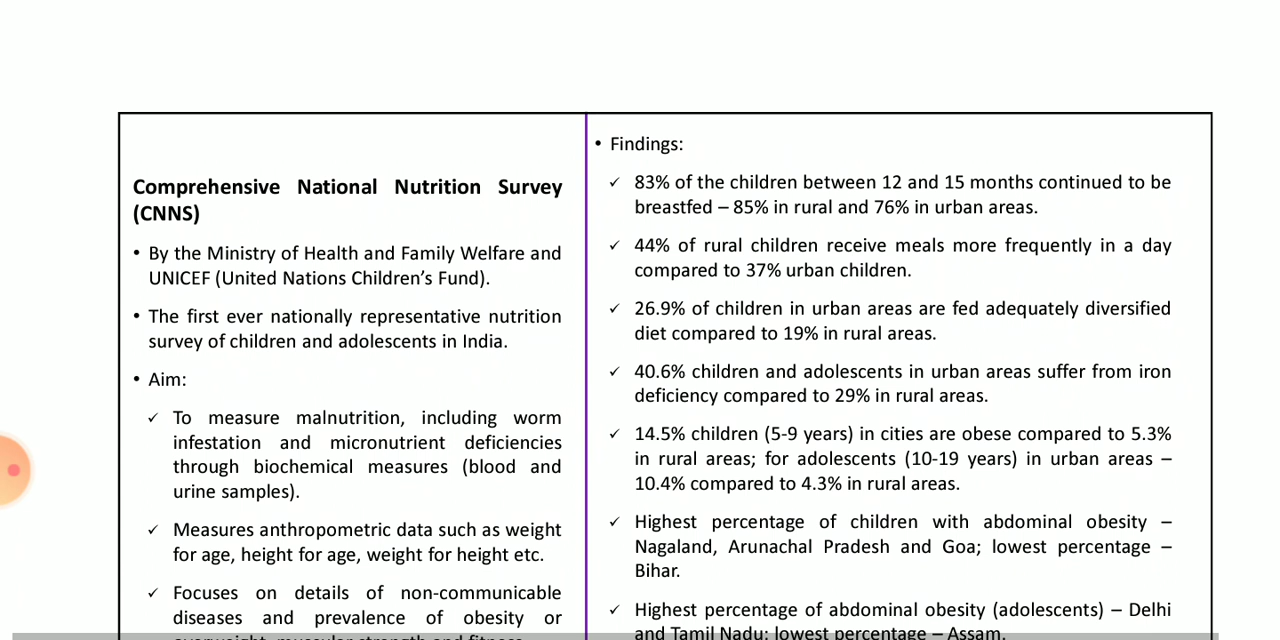 Comprehensive National Nutrition Survey
(CNNS)
• By the Ministry of Health and Family Welfare and
UNICEF (United Nations Children's Fund).
• The first ever nationally representative nutrition
survey of children and adolescents in India.
• Aim:
✓ To measure malnutrition, including worm
infestation and micronutrient deficiencies
through biochemical measures (blood and
urine samples).
✓ Measures anthropometric data such as weight
for age, height for age, weight for height etc.
✓ Focuses on details of non-communicable
diseases and prevalence of obesity or
overweight, muscular strength and fitness.
• Findings:
✓ 83% of the children between 12 and 15 months continued to be
breastfed – 85% in rural and 76% in urban areas.
✓ 44% of rural children receive meals more frequently in a day
compared to 37% urban children.
✓ 26.9% of children in urban areas are fed adequately diversified
diet compared to 19% in rural areas.
✓ 40.6% children and adolescents in urban areas suffer from iron
deficiency compared to 29% in rural areas.
✓ 14.5% children (5-9 years) in cities are obese compared to 5.3%
in rural areas; for adolescents (10-19 years) in urban areas –
10.4% compared to 4.3% in rural areas.
✓ Highest percentage of children with abdominal obesity –
Nagaland, Arunachal Pradesh and Goa; lowest percentage –
Bihar.
✓ Highest percentage of abdominal obesity (adolescents) – Delhi
and Tamil Nadu; lowest percentage – Assam.